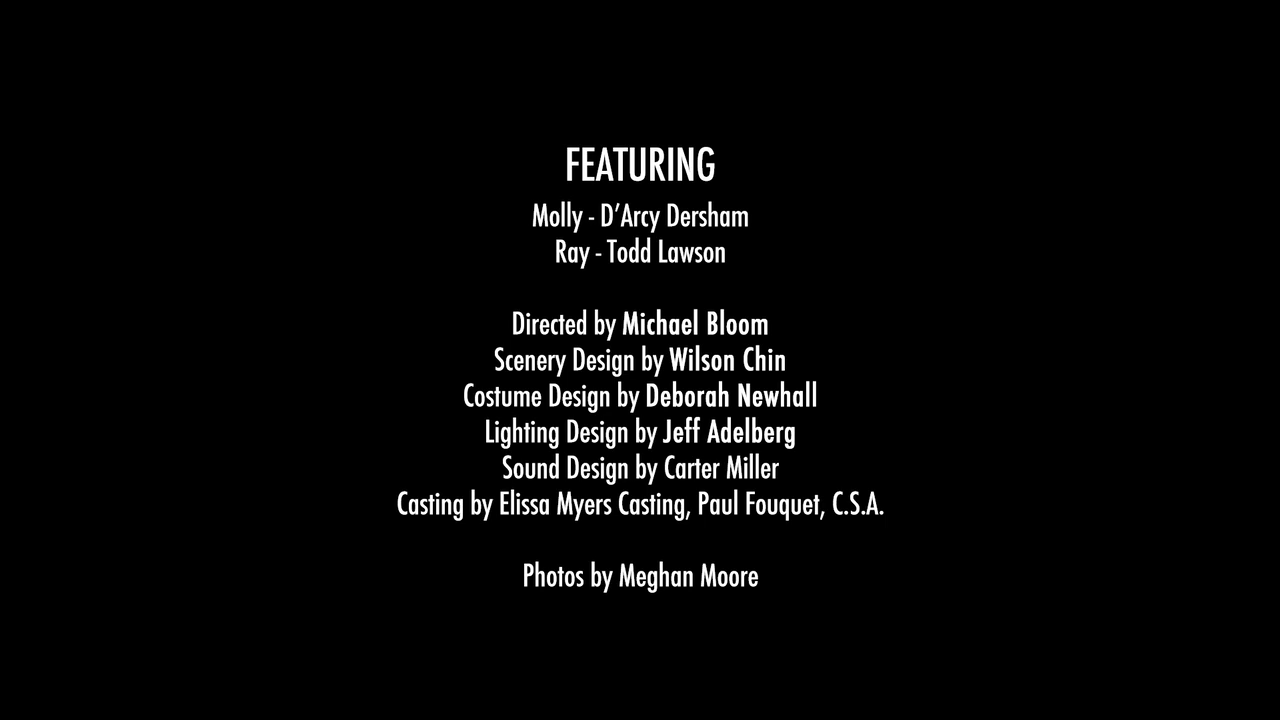 FEATURING
Molly - D’Arcy Dersham
Ray - Todd Lawson
Directed by Michael Bloom
Scenery Design by Wilson Chin
Costume Design by Deborah Newhall
Lighting Design by Jeff Adelberg
Sound Design by Carter Miller
Casting by Elissa Myers Casting, Paul Fouquet, C.S.A.
Photos by Meghan Moore